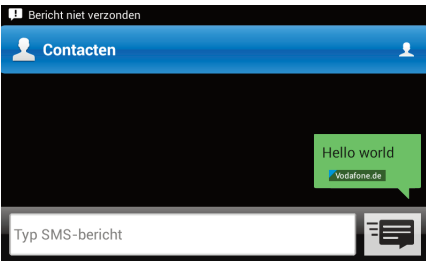 Bericht niet verzonden
Contacten
Hello world
Vodafone.de
Typ SMS-bericht